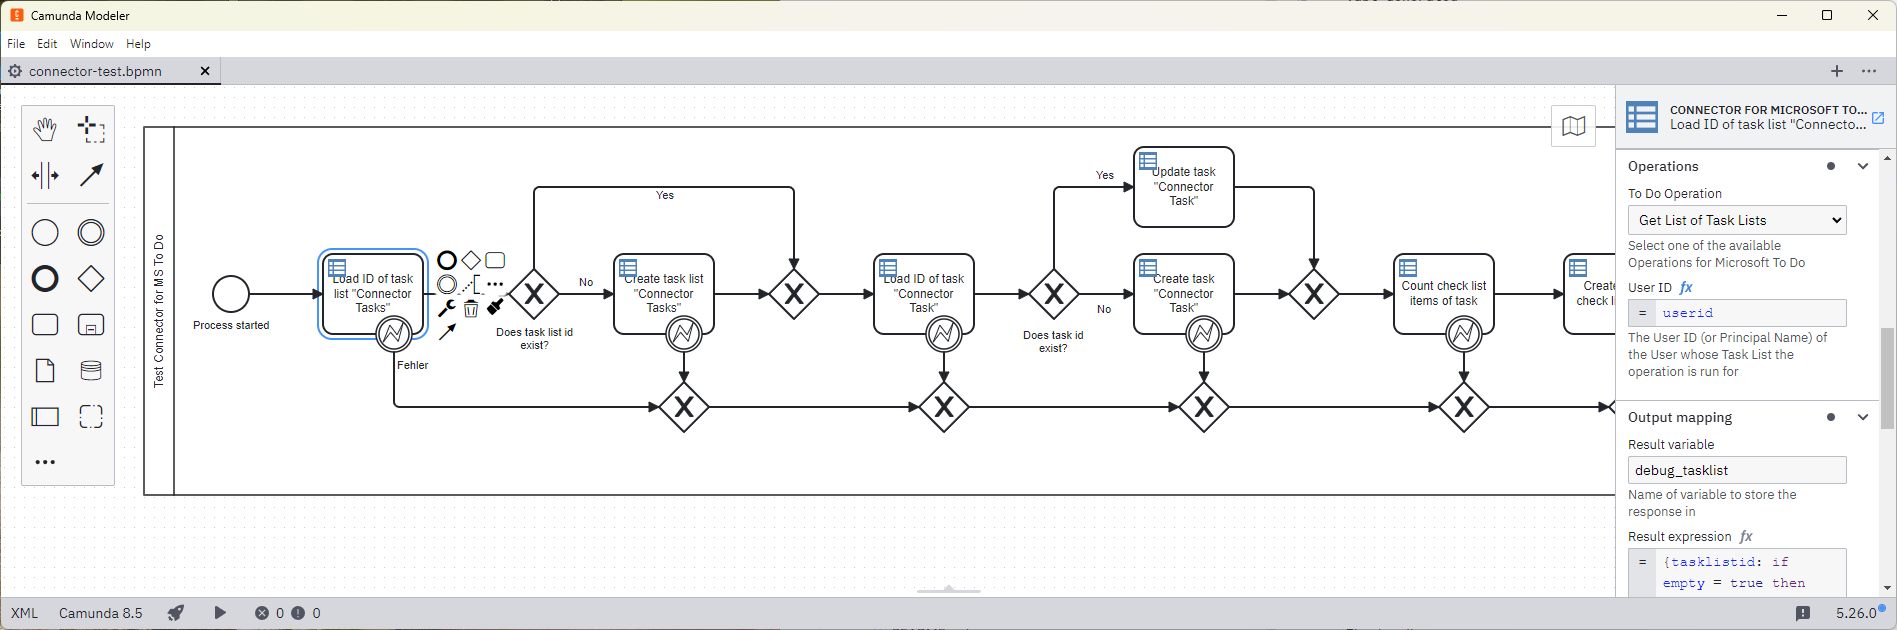 Camunda Modeler
File Edit Window Help
connector-test.bpmn
Test Connector for MS To Do
Process started
Load ID of task
list "Connector
Tasks"
Fehler
Does task list id
exist?
Yes
No
Create task list
"Connector
Tasks"
Load ID of task
"Connector
Task"
Does task id
exist?
Yes
No
Update task
"Connector
Task"
Create task
"Connector
Task"
Count check list
items of task
Create
check li
CONNECTOR FOR MICROSOFT TO...
Load ID of task list "Connecto...
Operations
To Do Operation
Get List of Task Lists
Select one of the available
Operations for Microsoft To Do
User ID fx
= userid
The User ID (or Principal Name) of
the User whose Task List the
operation is run for
Output mapping
Result variable
debug_tasklist
Name of variable to store the
response in
Result expression fx
= {tasklistid: if
empty = true then
XML Camunda 8.5 0 0 5.26.0